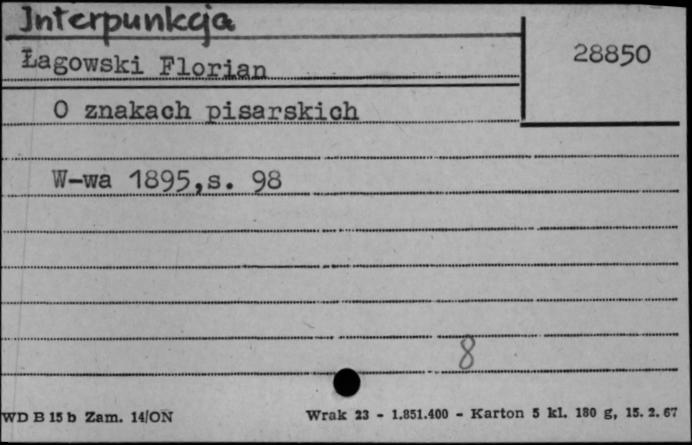 Interpunkcja
28850
Łagowski Florian
O znakach pisarskich
W-wa 1895,s. 98
8
WD B 15 b Zam. 14/ON Wrak 23 - 1.851.400 - Karton 5 kl. 180 g, 15. 2. 67